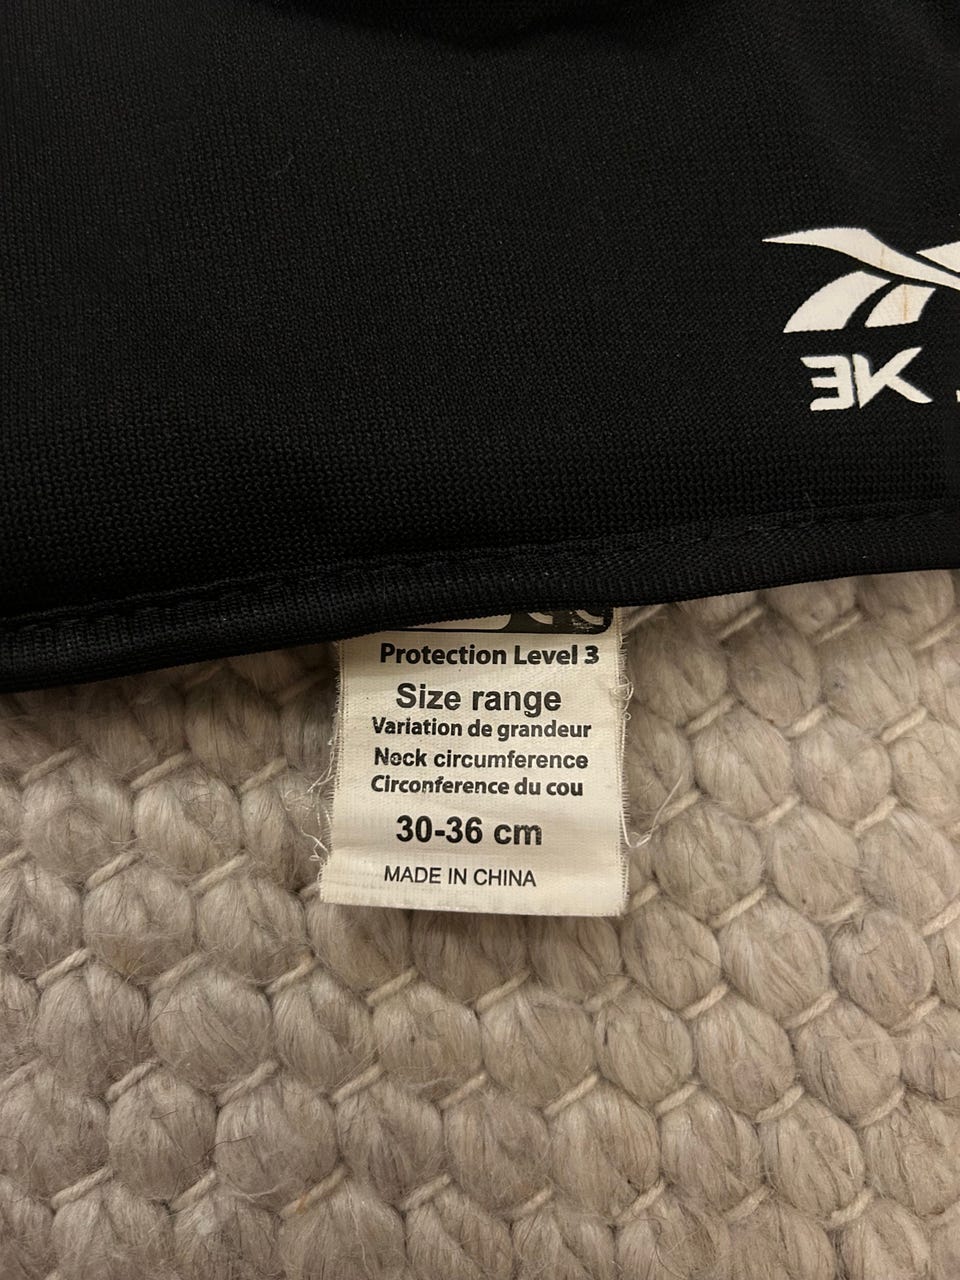 Protection Level 3
Size range
Variation de grandeur
Neck circumference
Circonference du cou
30-36 cm
MADE IN CHINA